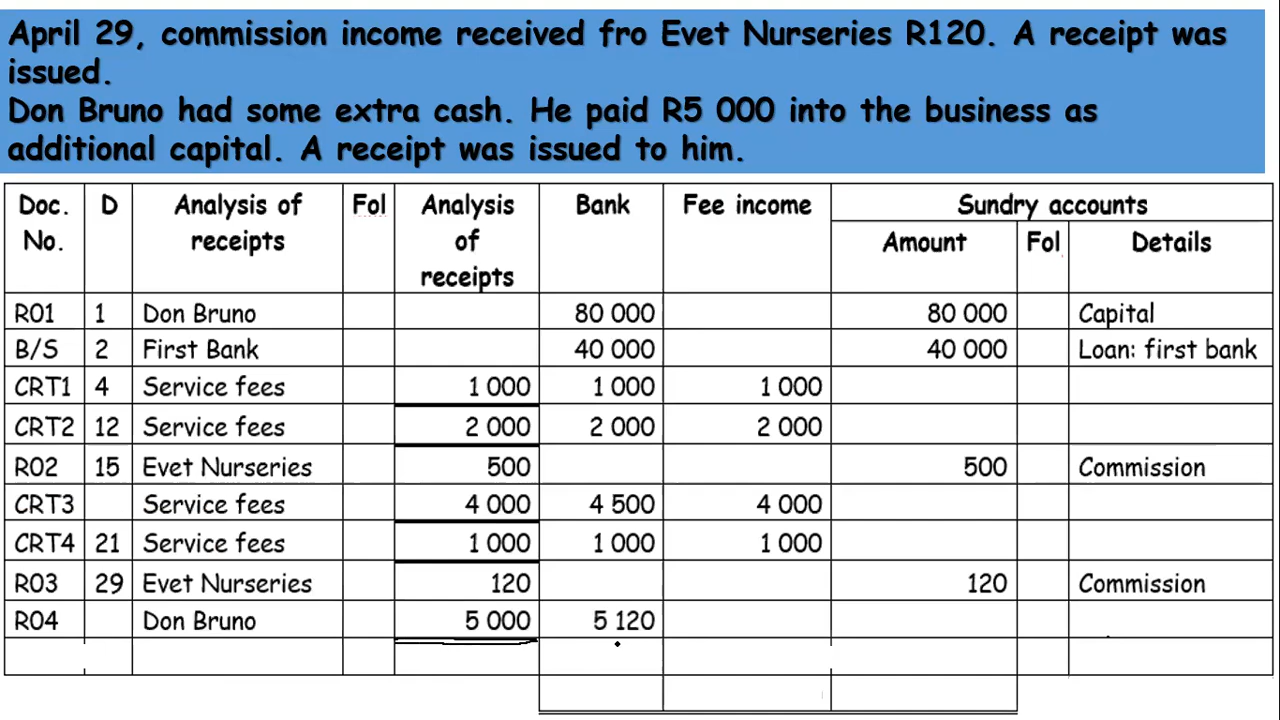 April 29, commission income received fro Evet Nurseries R120. A receipt was
issued.
Don Bruno had some extra cash. He paid R5 000 into the business as
additional capital. A receipt was issued to him.
Doc. No. D Analysis of receipts Fol Analysis of receipts Bank Fee income Sundry accounts
Amount Fol Details
R01 1 Don Bruno 80 000 80 000 Capital
B/S 2 First Bank 40 000 40 000 Loan: first bank
CRT1 4 Service fees 1 000 1 000 1 000
CRT2 12 Service fees 2 000 2 000 2 000
R02 15 Evet Nurseries 500 500 Commission
CRT3 Service fees 4 000 4 500 4 000
CRT4 21 Service fees 1 000 1 000 1 000
R03 29 Evet Nurseries 120 120 Commission
R04 Don Bruno 5 000 5 120